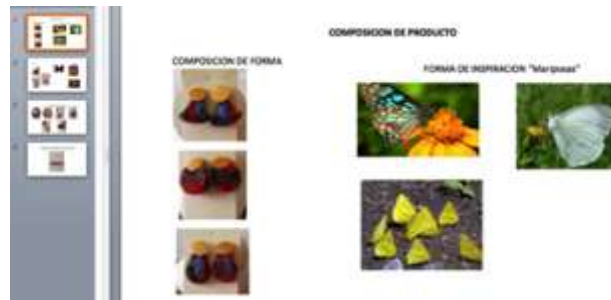 COMPOSICION DE PRODUCTO
COMPOSICION DE FORMA
FORMA DE INSPIRACION "Mariposas"